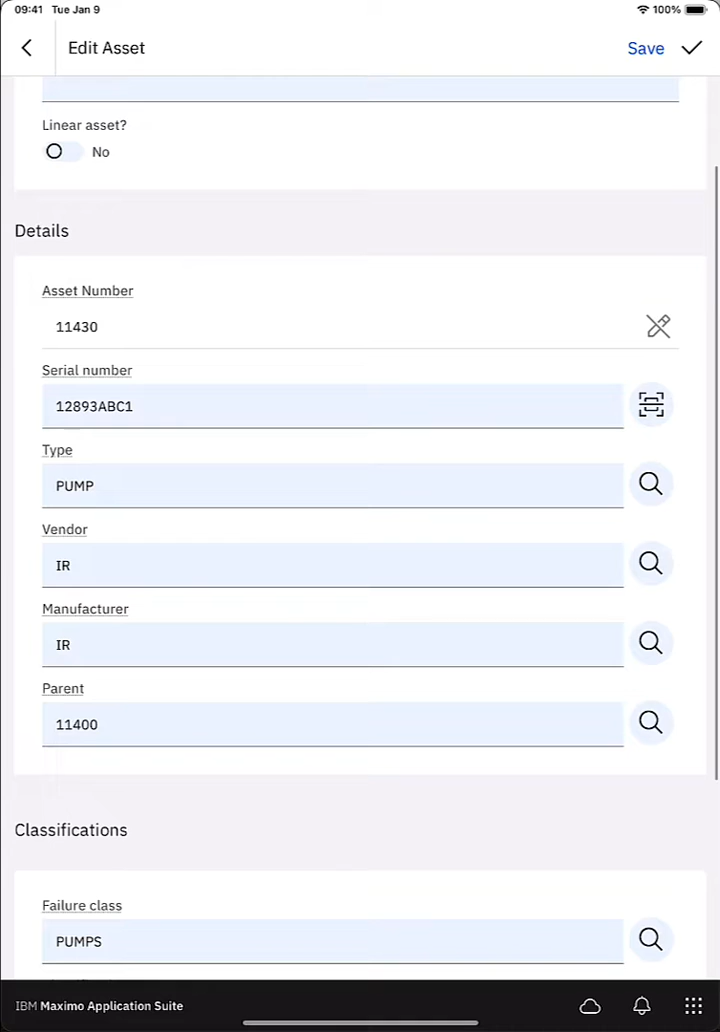 09:41 Tue Jan 9
100%
Edit Asset
Save
Linear asset?
No
Details
Asset Number
11430
Serial number
12893ABC1
Type
PUMP
Vendor
IR
Manufacturer
IR
Parent
11400
Classifications
Failure class
PUMPS
IBM Maximo Application Suite